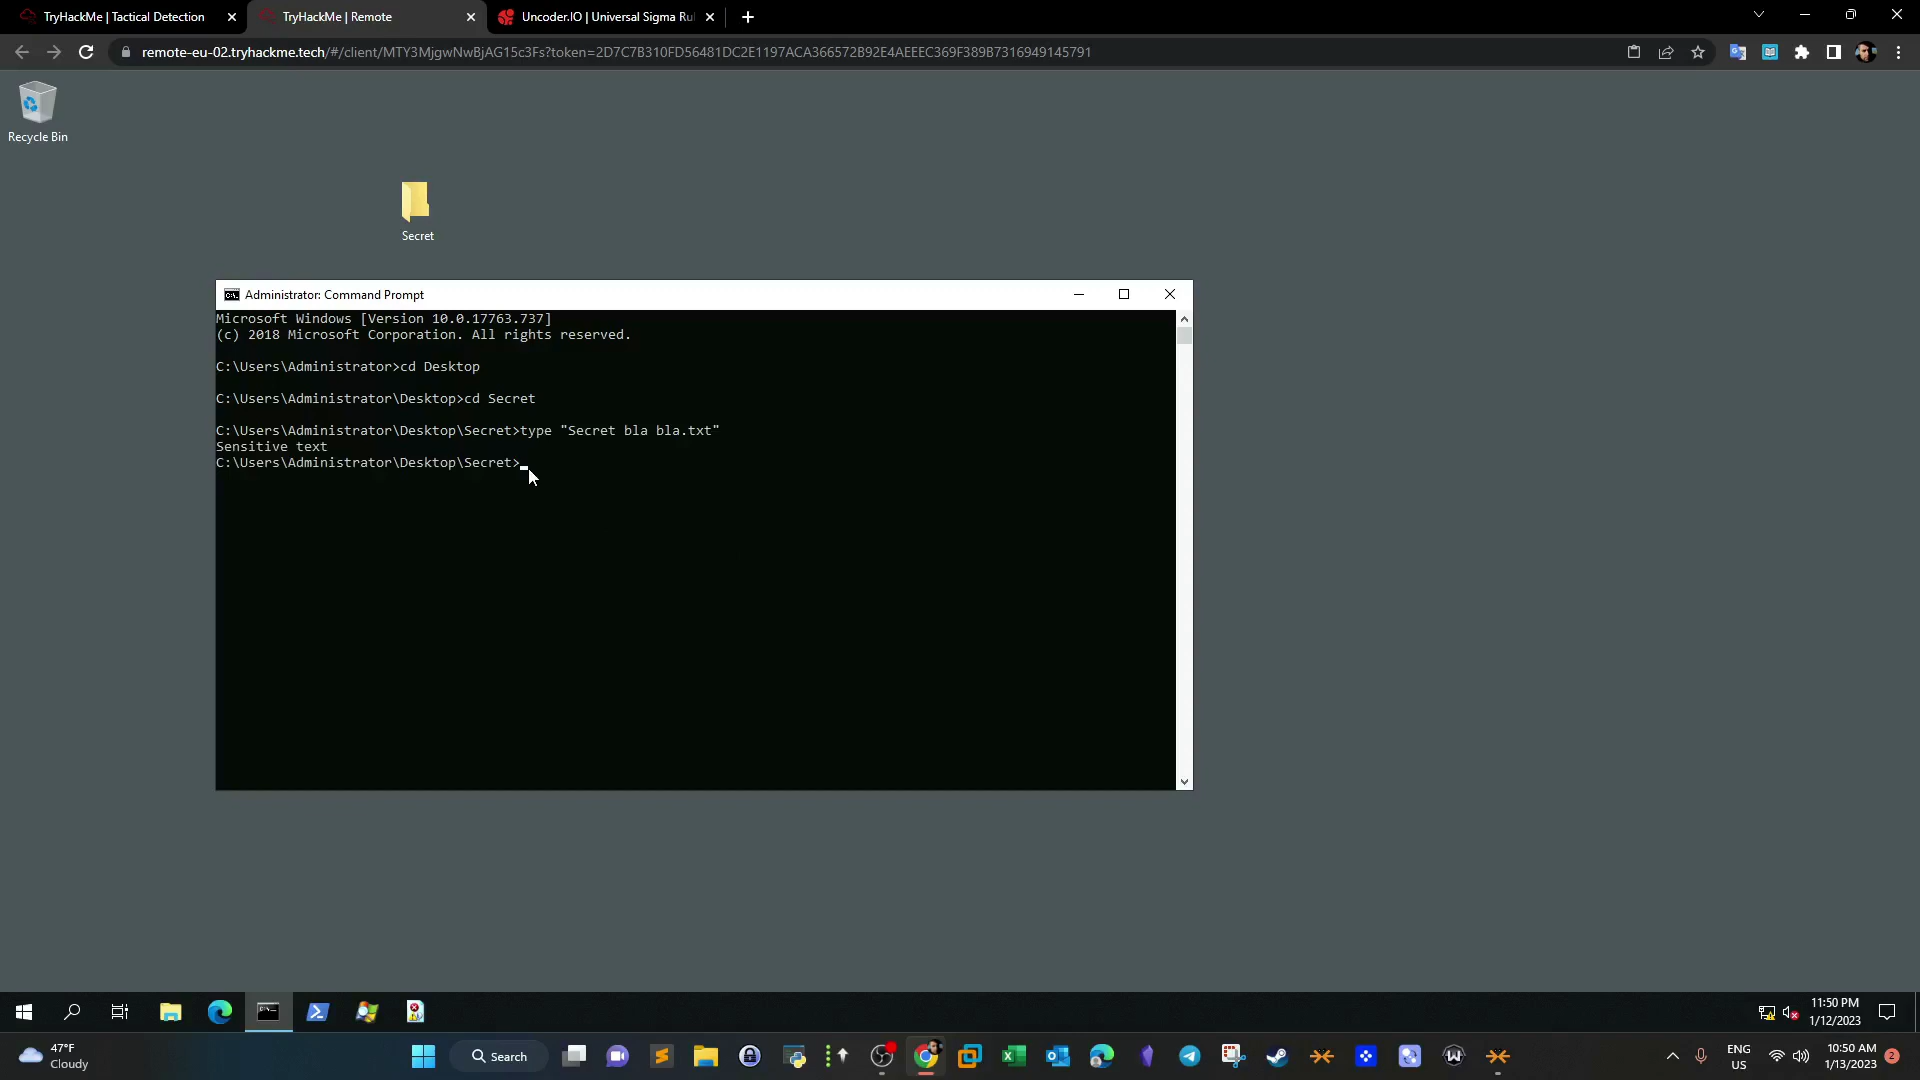 TryHackMe | Tactical Detection
TryHackMe | Remote
Uncoder.IO | Universal Sigma Ru
remote-eu-02.tryhackme.tech/#/client/MTY3MjgwNwBjAG15c3Fs?token=2D7C7B310FD56481DC2E1197ACA366572B92E4AEEEC369F389B7316949145791
Recycle Bin
Secret
Administrator: Command Prompt
Microsoft Windows [Version 10.0.17763.737]
(c) 2018 Microsoft Corporation. All rights reserved.
C:\Users\Administrator>cd Desktop
C:\Users\Administrator\Desktop>cd Secret
C:\Users\Administrator\Desktop\Secret>type "Secret bla bla.txt"
Sensitive text
C:\Users\Administrator\Desktop\Secret>
11:50 PM
1/12/2023
47°F
Cloudy
Search
ENG
US
10:50 AM
1/13/2023
2